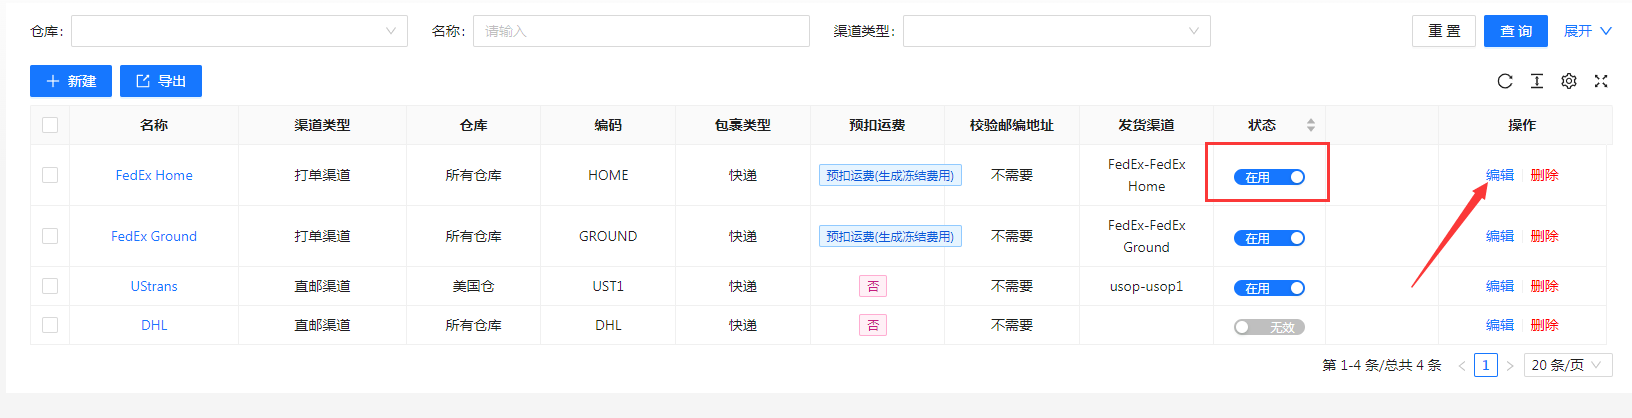 仓库: 名称: 请输入 渠道类型: 重 置 查 询 展开
新建 导出
名称 渠道类型 仓库 编码 包裹类型 预扣运费 校验邮编地址 发货渠道 状态 操作
FedEx Home 打单渠道 所有仓库 HOME 快递 预扣运费(生成冻结费用) 不需要 FedEx-FedEx Home 在用 编辑 删除
FedEx Ground 打单渠道 所有仓库 GROUND 快递 预扣运费(生成冻结费用) 不需要 FedEx-FedEx Ground 在用 编辑 删除
UStrans 直邮渠道 美国仓 UST1 快递 否 不需要 usop-usop1 在用 编辑 删除
DHL 直邮渠道 所有仓库 DHL 快递 否 不需要 无效 编辑 删除
第 1-4 条/总共 4 条 1 20 条/页